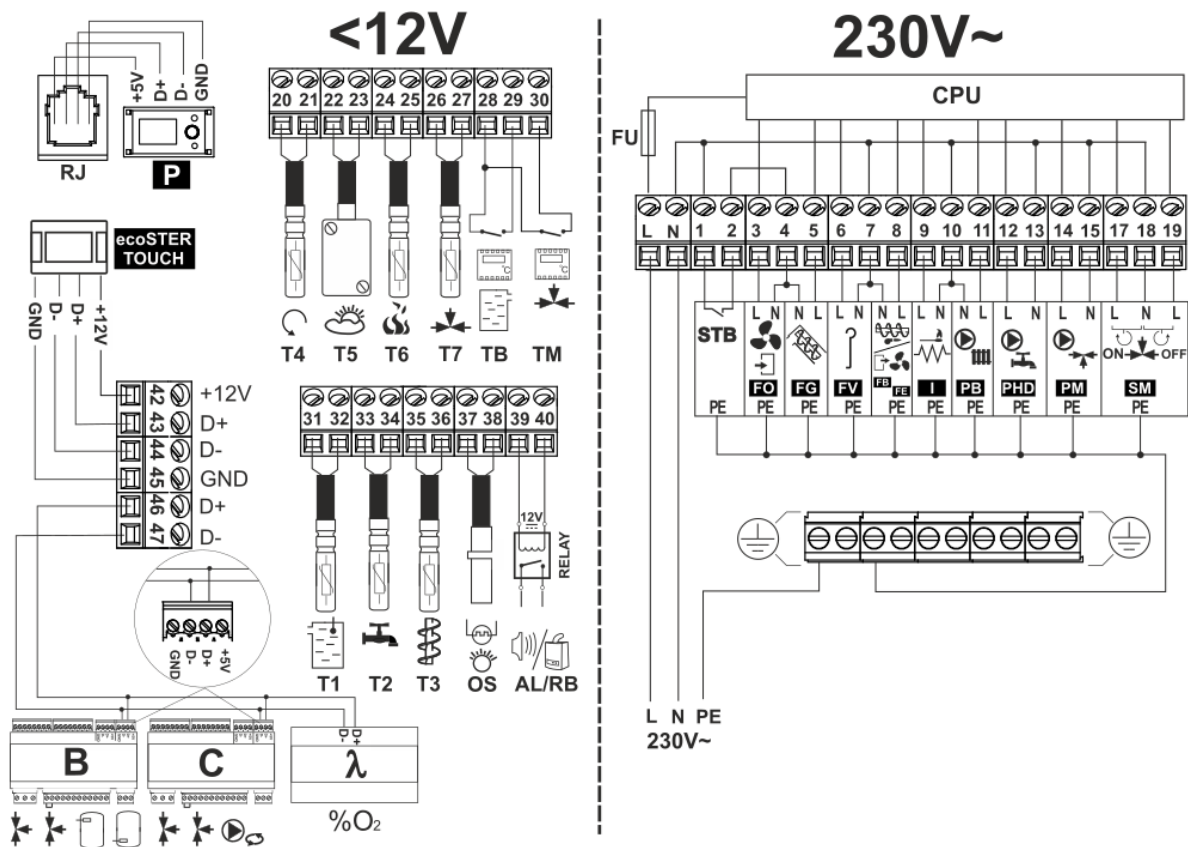 <12V
230V~
+5V
D+
D-
GND
RJ
P
ecoSTER
TOUCH
GND
D-
D+
+12V
42 +12V
43 D+
44 D-
45 GND
46 D+
47 D-
GND
D-
D+
+5V
B
C
D-
D+
λ
%O₂
20 21 22 23 24 25 26 27 28 29 30
°C
°C
T4 T5 T6 T7 TB TM
31 32 33 34 35 36 37 38 39 40
12V
RELAY
T1 T2 T3 OS AL/RB
CPU
FU
L N 1 2 3 4 5 6 7 8 9 10 11 12 13 14 15 17 18 19
STB
L N L L N N L L N L L N L N L N L
ON OFF
FO FG FV FB FE I PB PHD PM SM
PE PE PE PE PE PE PE PE PE PE
L N PE
230V~